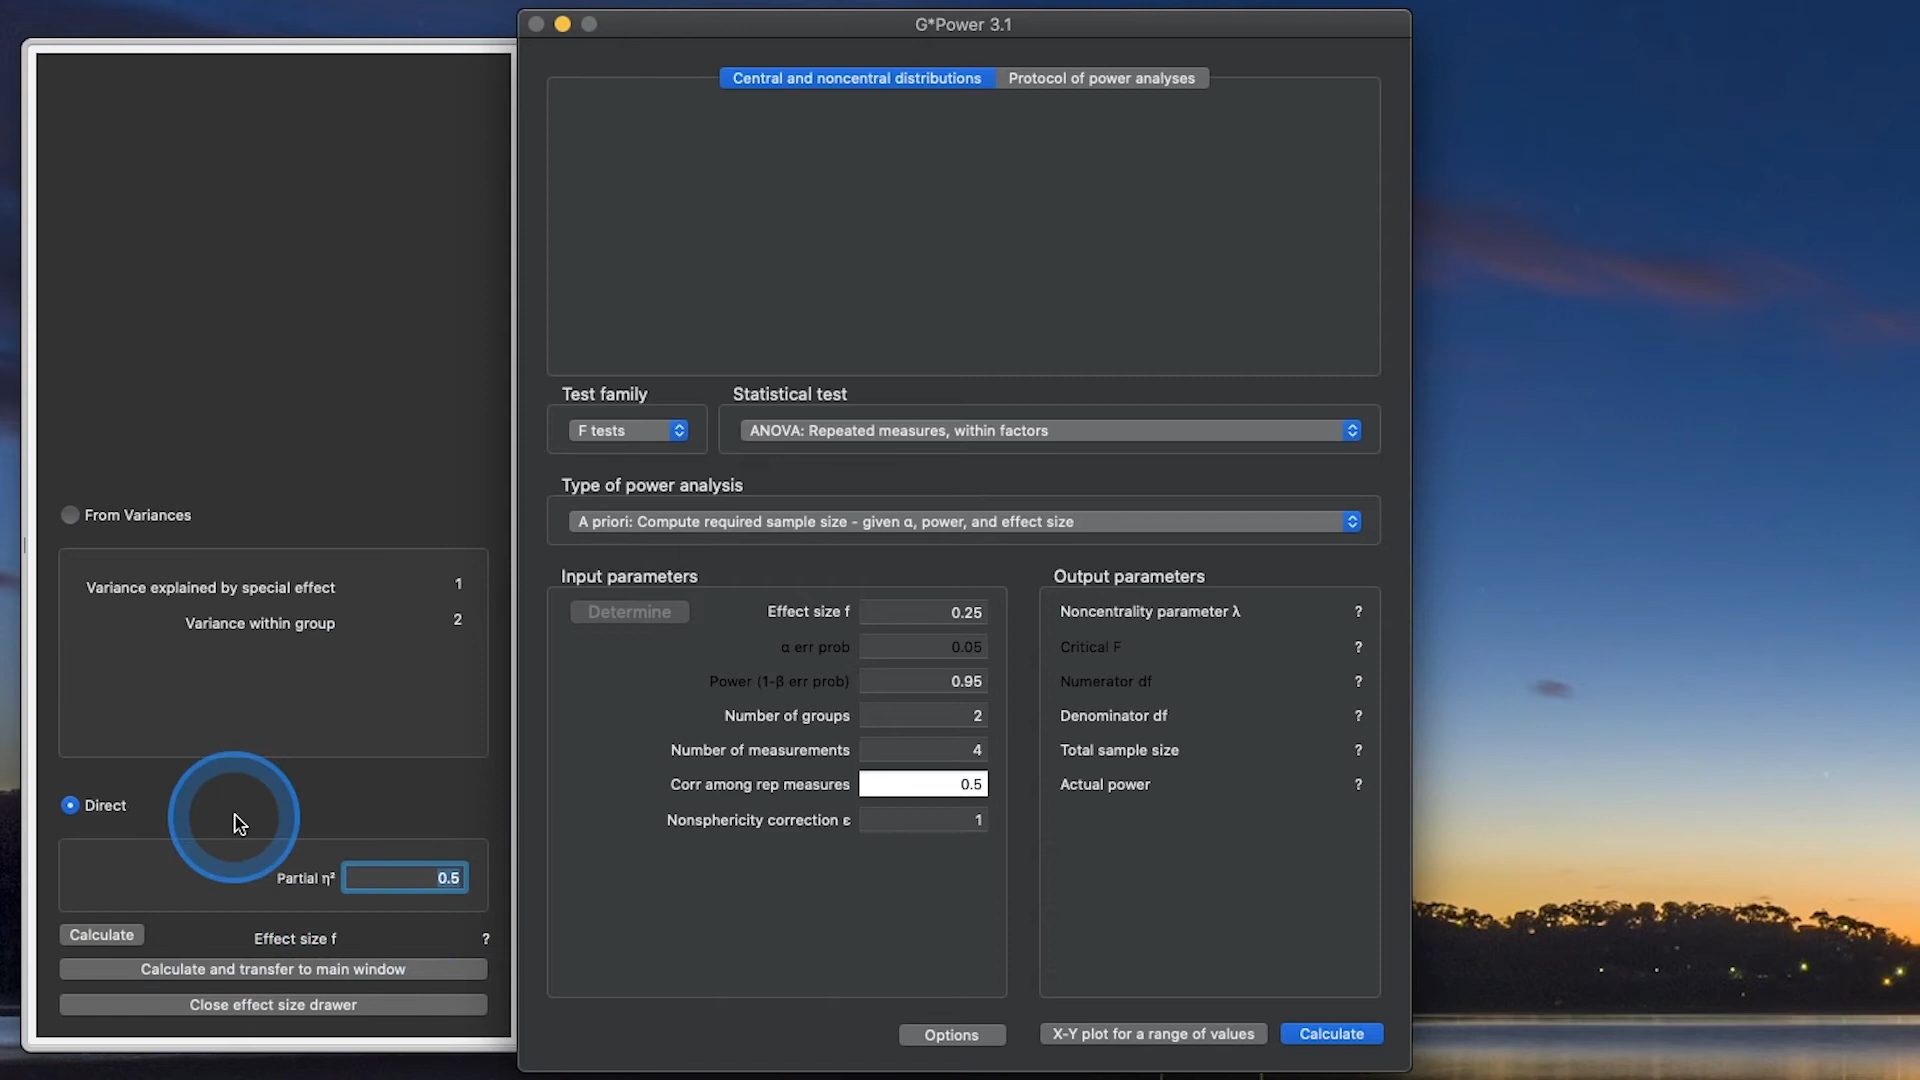 G*Power 3.1
Central and noncentral distributions Protocol of power analyses
Test family Statistical test
F tests ANOVA: Repeated measures, within factors
Type of power analysis
A priori: Compute required sample size - given α, power, and effect size
Input parameters Output parameters
Determine Effect size f 0.25 Noncentrality parameter λ ?
α err prob 0.05 Critical F ?
Power (1-β err prob) 0.95 Numerator df ?
Number of groups 2 Denominator df ?
Number of measurements 4 Total sample size ?
Corr among rep measures 0.5 Actual power ?
Nonsphericity correction ε 1
Options X-Y plot for a range of values Calculate
From Variances
Variance explained by special effect 1
Variance within group 2
Direct
Partial η² 0.5
Calculate Effect size f ?
Calculate and transfer to main window
Close effect size drawer